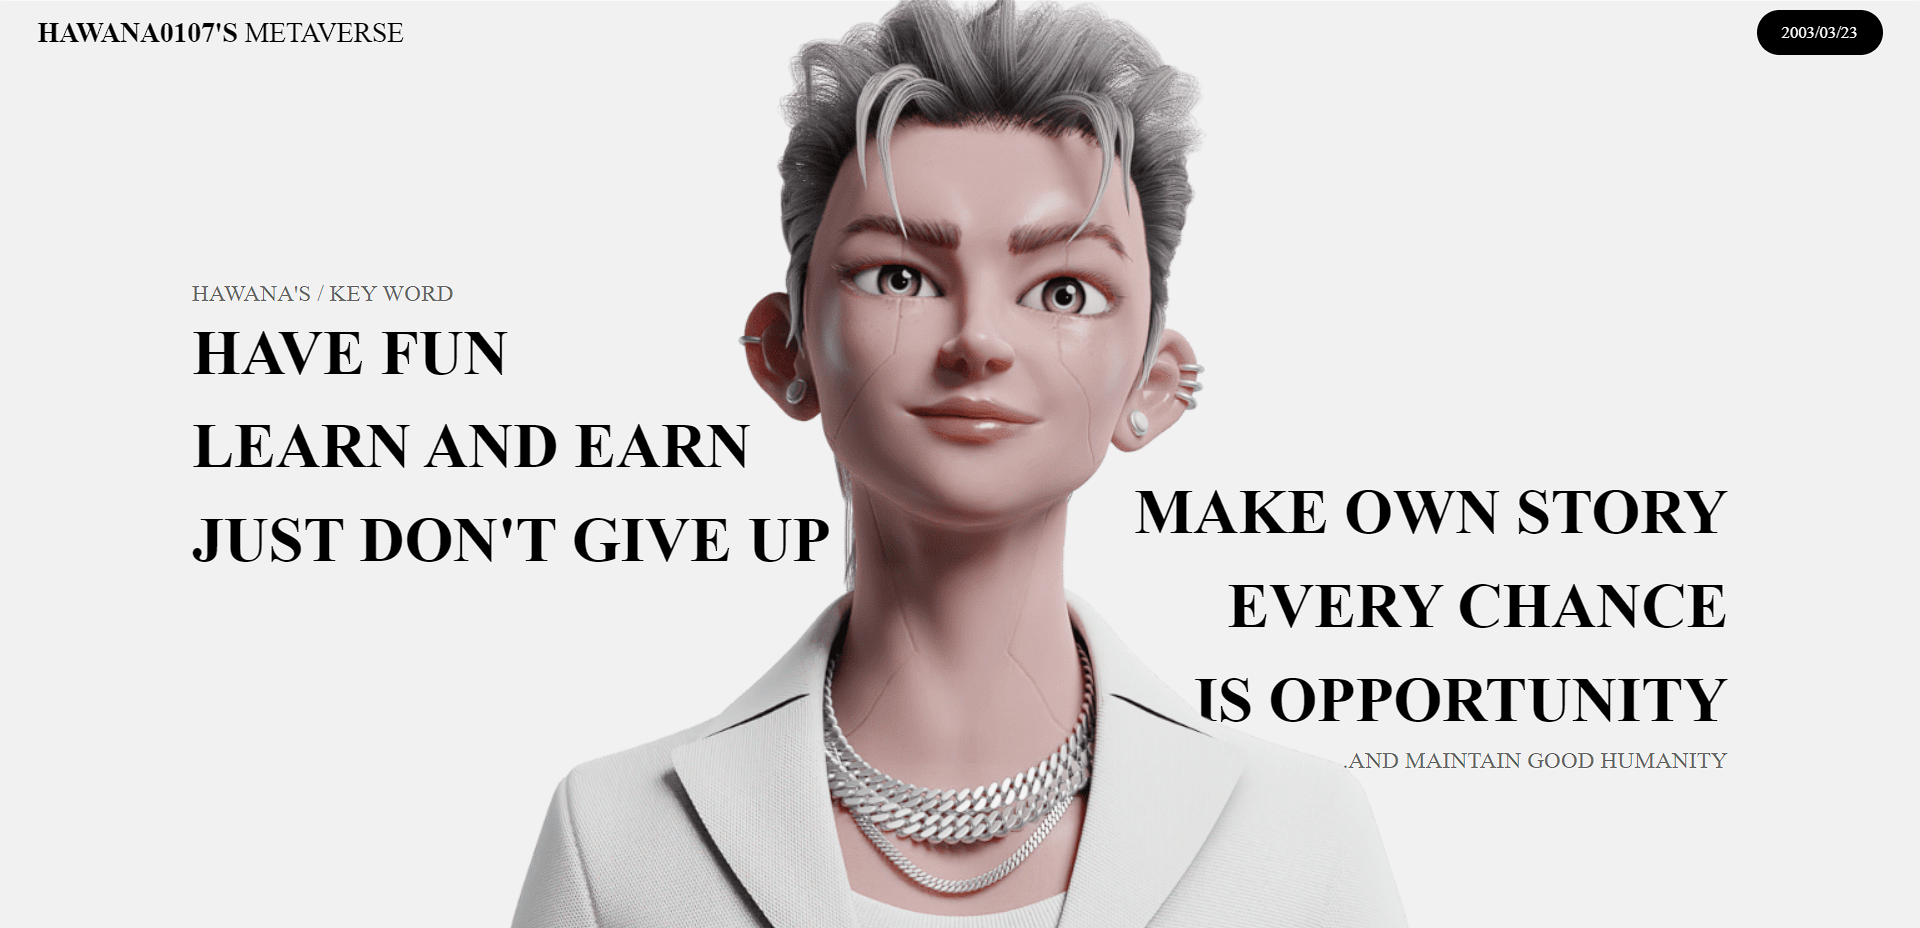 HAWANA0107'S METAVERSE
2003/03/23
HAWANA'S / KEY WORD
HAVE FUN
LEARN AND EARN
JUST DON'T GIVE UP
MAKE OWN STORY
EVERY CHANCE
IS OPPORTUNITY
.AND MAINTAIN GOOD HUMANITY